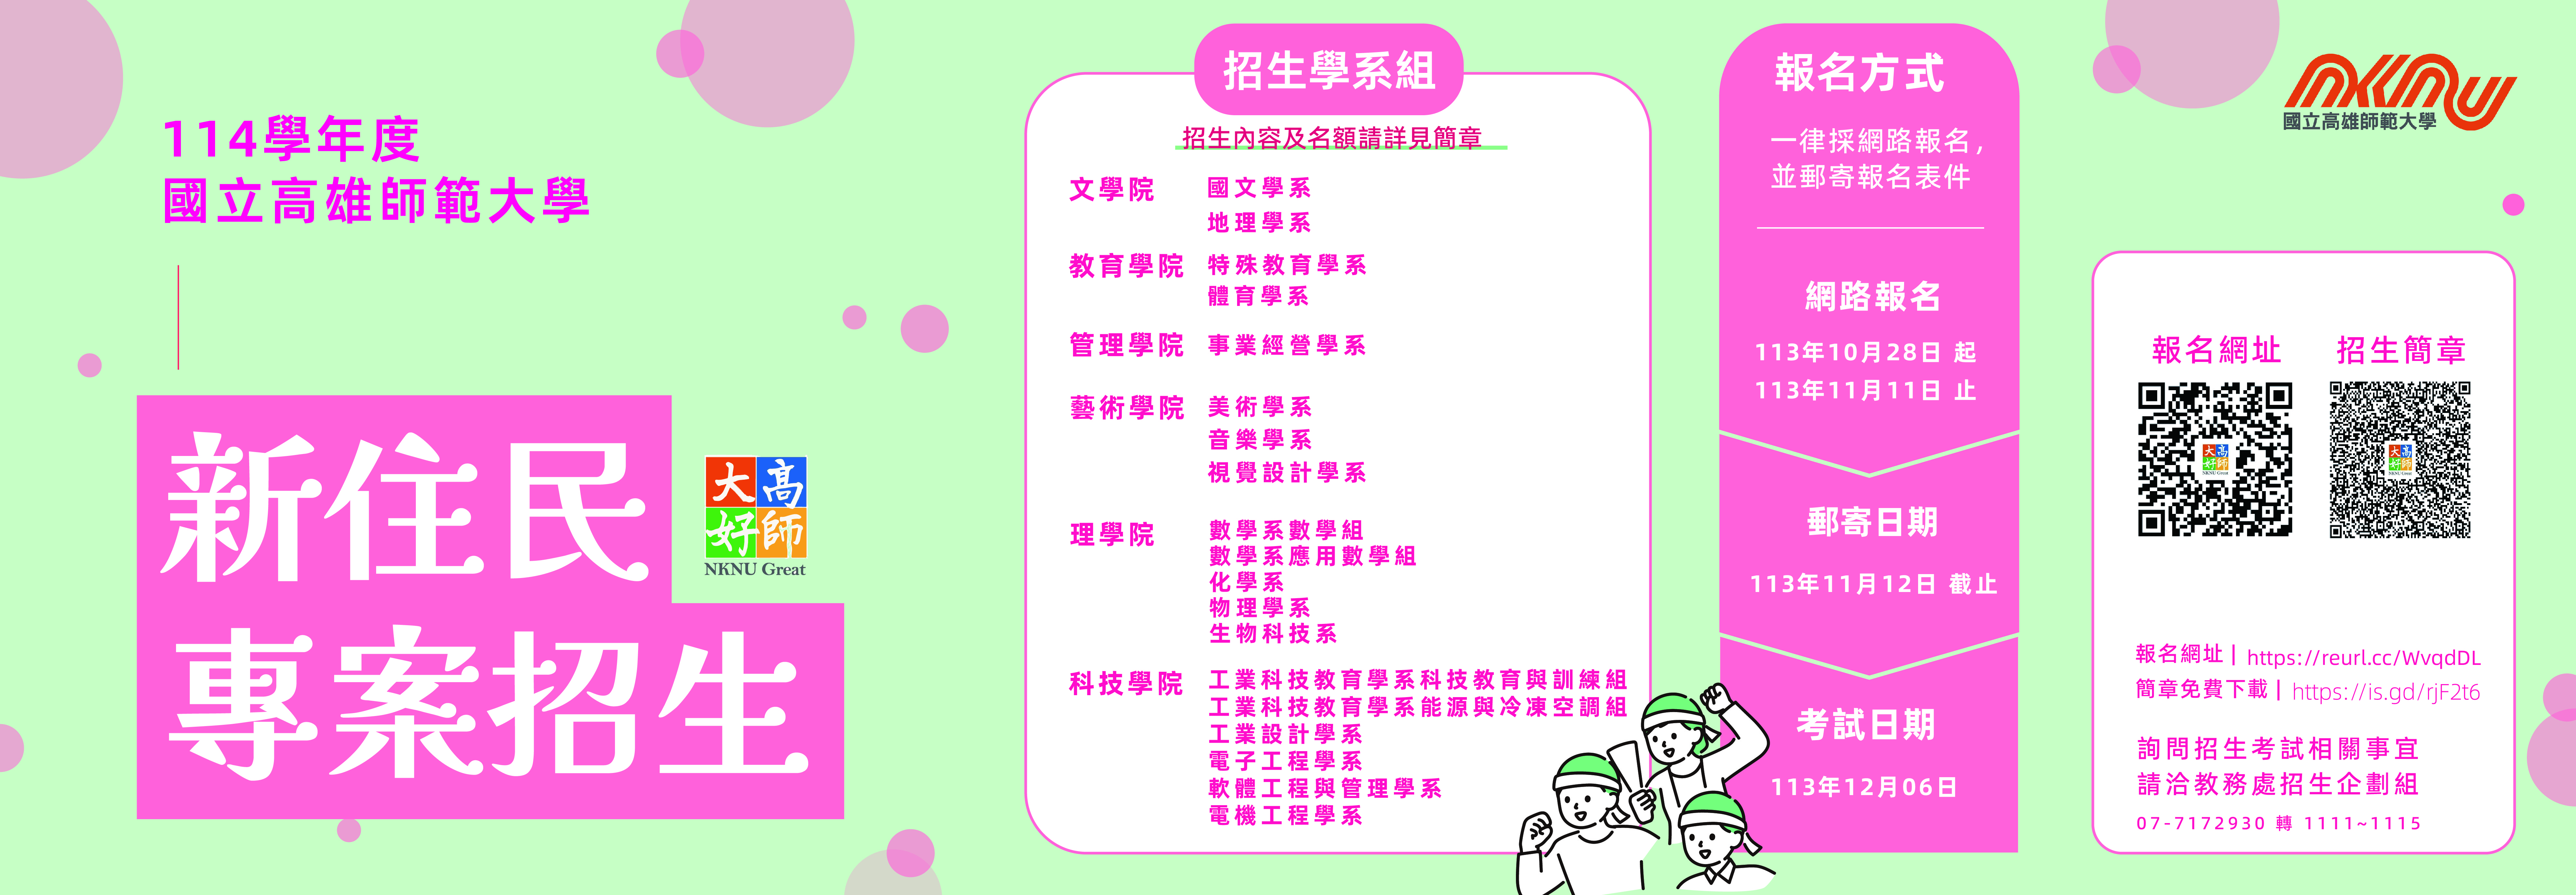 114學年度
國立高雄師範大學
新住民
專案招生
大高
好師
NKNU Great
招生學系組
招生內容及名額請詳見簡章
文學院 國文學系
地理學系
教育學院 特殊教育學系
體育學系
管理學院 事業經營學系
藝術學院 美術學系
音樂學系
視覺設計學系
理學院 數學系數學組
數學系應用數學組
化學系
物理學系
生物科技系
科技學院 工業科技教育學系科技教育與訓練組
工業科技教育學系能源與冷凍空調組
工業設計學系
電子工程學系
軟體工程與管理學系
電機工程學系
報名方式
一律採網路報名,
並郵寄報名表件
網路報名
113年10月28日 起
113年11月11日 止
郵寄日期
113年11月12日 截止
考試日期
113年12月06日
nknu
國立高雄師範大學
報名網址 招生簡章
大高
好師
NKNU Great
大高
好師
NKNU Great
報名網址 | https://reurl.cc/WvqdDL
簡章免費下載 | https://is.gd/rjF2t6
詢問招生考試相關事宜
請洽教務處招生企劃組
07-7172930 轉 1111~1115